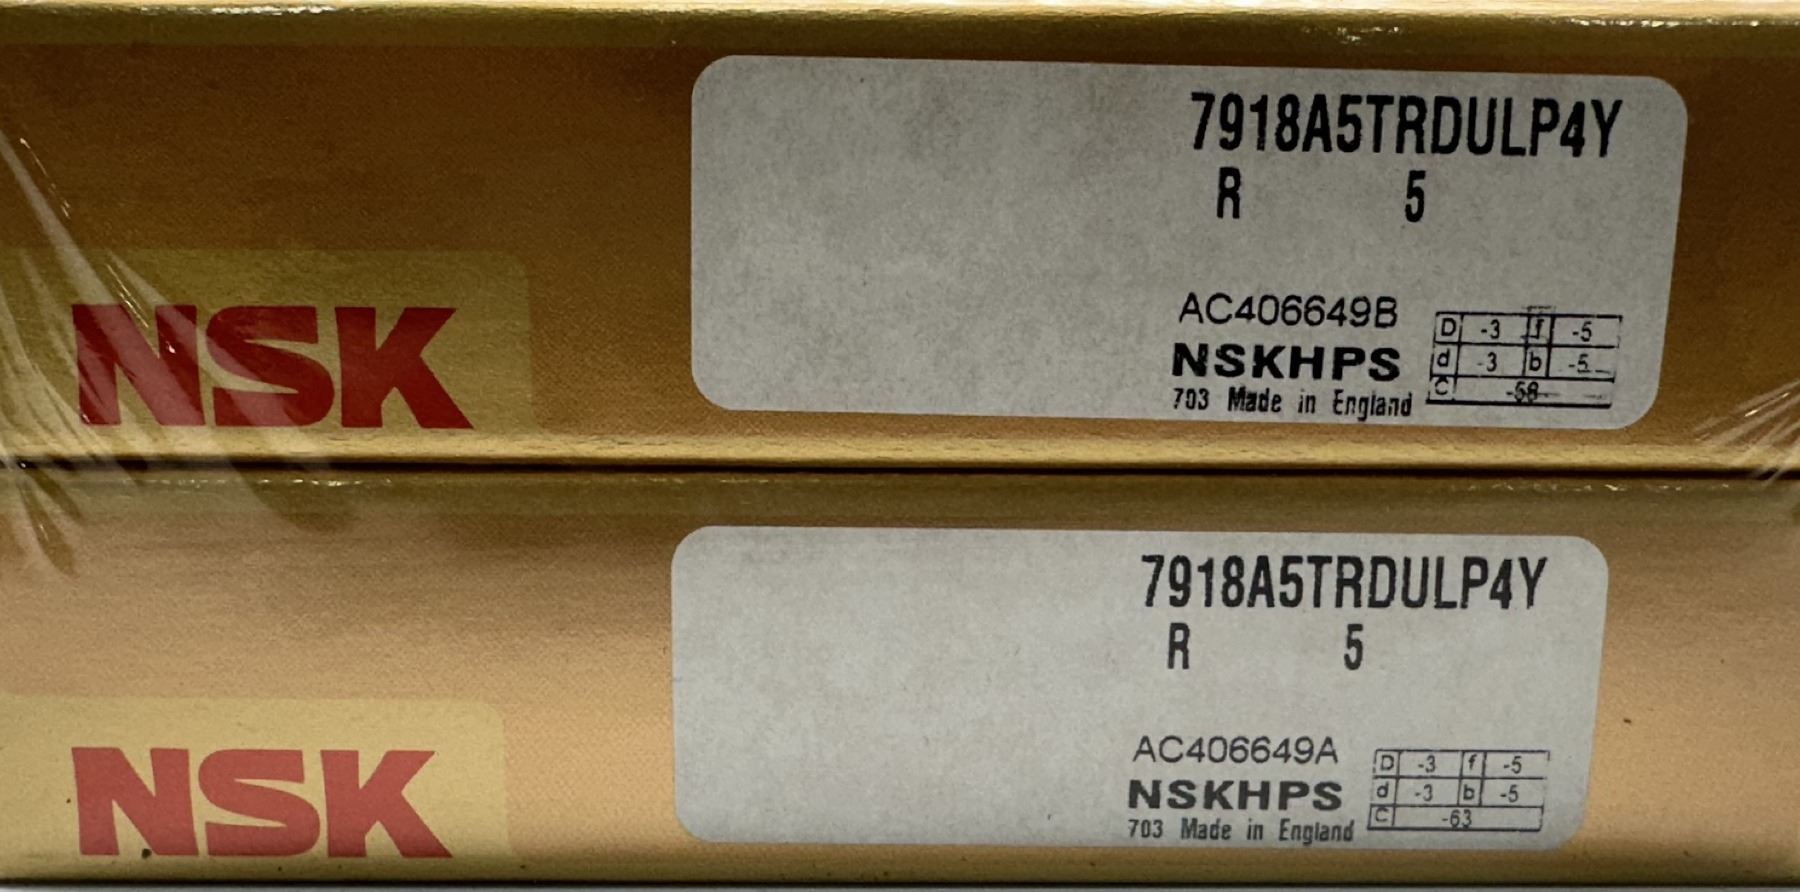 NSK
7918A5TRDULP4Y
R 5
AC406649B
NSKHPS
703 Made in England
D -3 f -5
d -3 b -5
C -58
NSK
7918A5TRDULP4Y
R 5
AC406649A
NSKHPS
703 Made in England
D -3 f -5
d -3 b -5
C -63